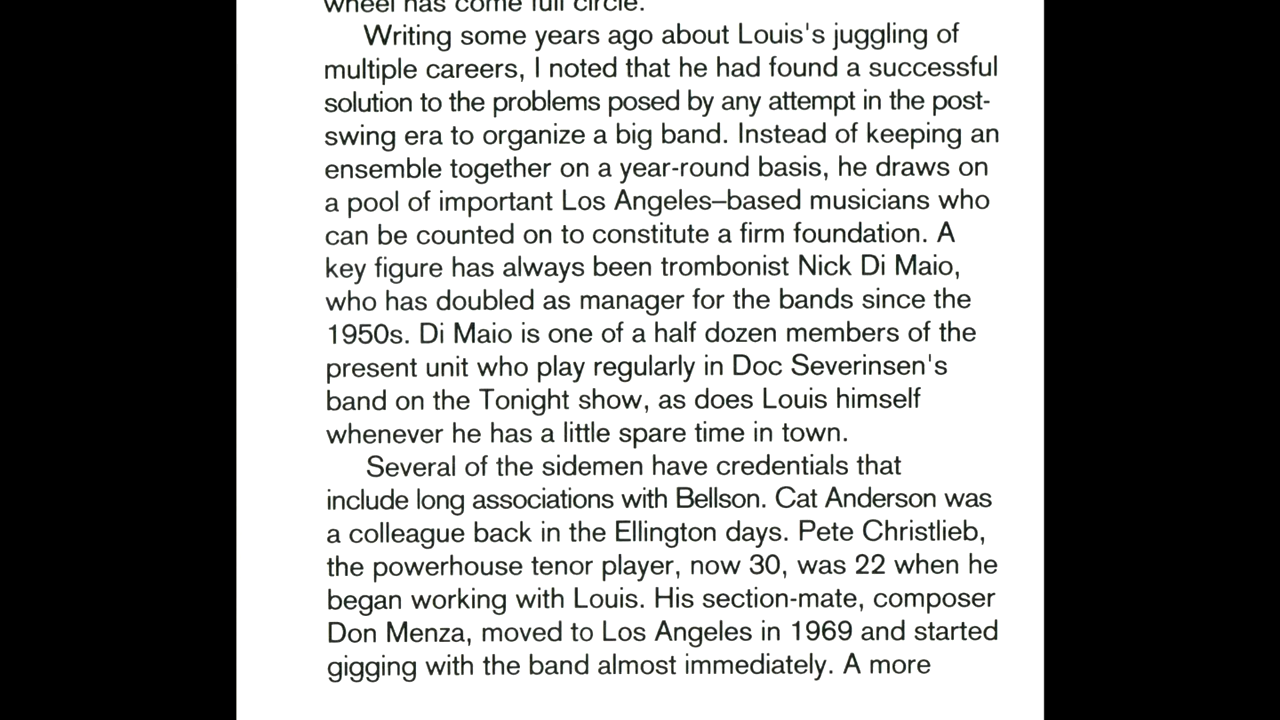 wheel has come full circle.
Writing some years ago about Louis's juggling of
multiple careers, I noted that he had found a successful
solution to the problems posed by any attempt in the post-
swing era to organize a big band. Instead of keeping an
ensemble together on a year-round basis, he draws on
a pool of important Los Angeles–based musicians who
can be counted on to constitute a firm foundation. A
key figure has always been trombonist Nick Di Maio,
who has doubled as manager for the bands since the
1950s. Di Maio is one of a half dozen members of the
present unit who play regularly in Doc Severinsen's
band on the Tonight show, as does Louis himself
whenever he has a little spare time in town.
Several of the sidemen have credentials that
include long associations with Bellson. Cat Anderson was
a colleague back in the Ellington days. Pete Christlieb,
the powerhouse tenor player, now 30, was 22 when he
began working with Louis. His section-mate, composer
Don Menza, moved to Los Angeles in 1969 and started
gigging with the band almost immediately. A more